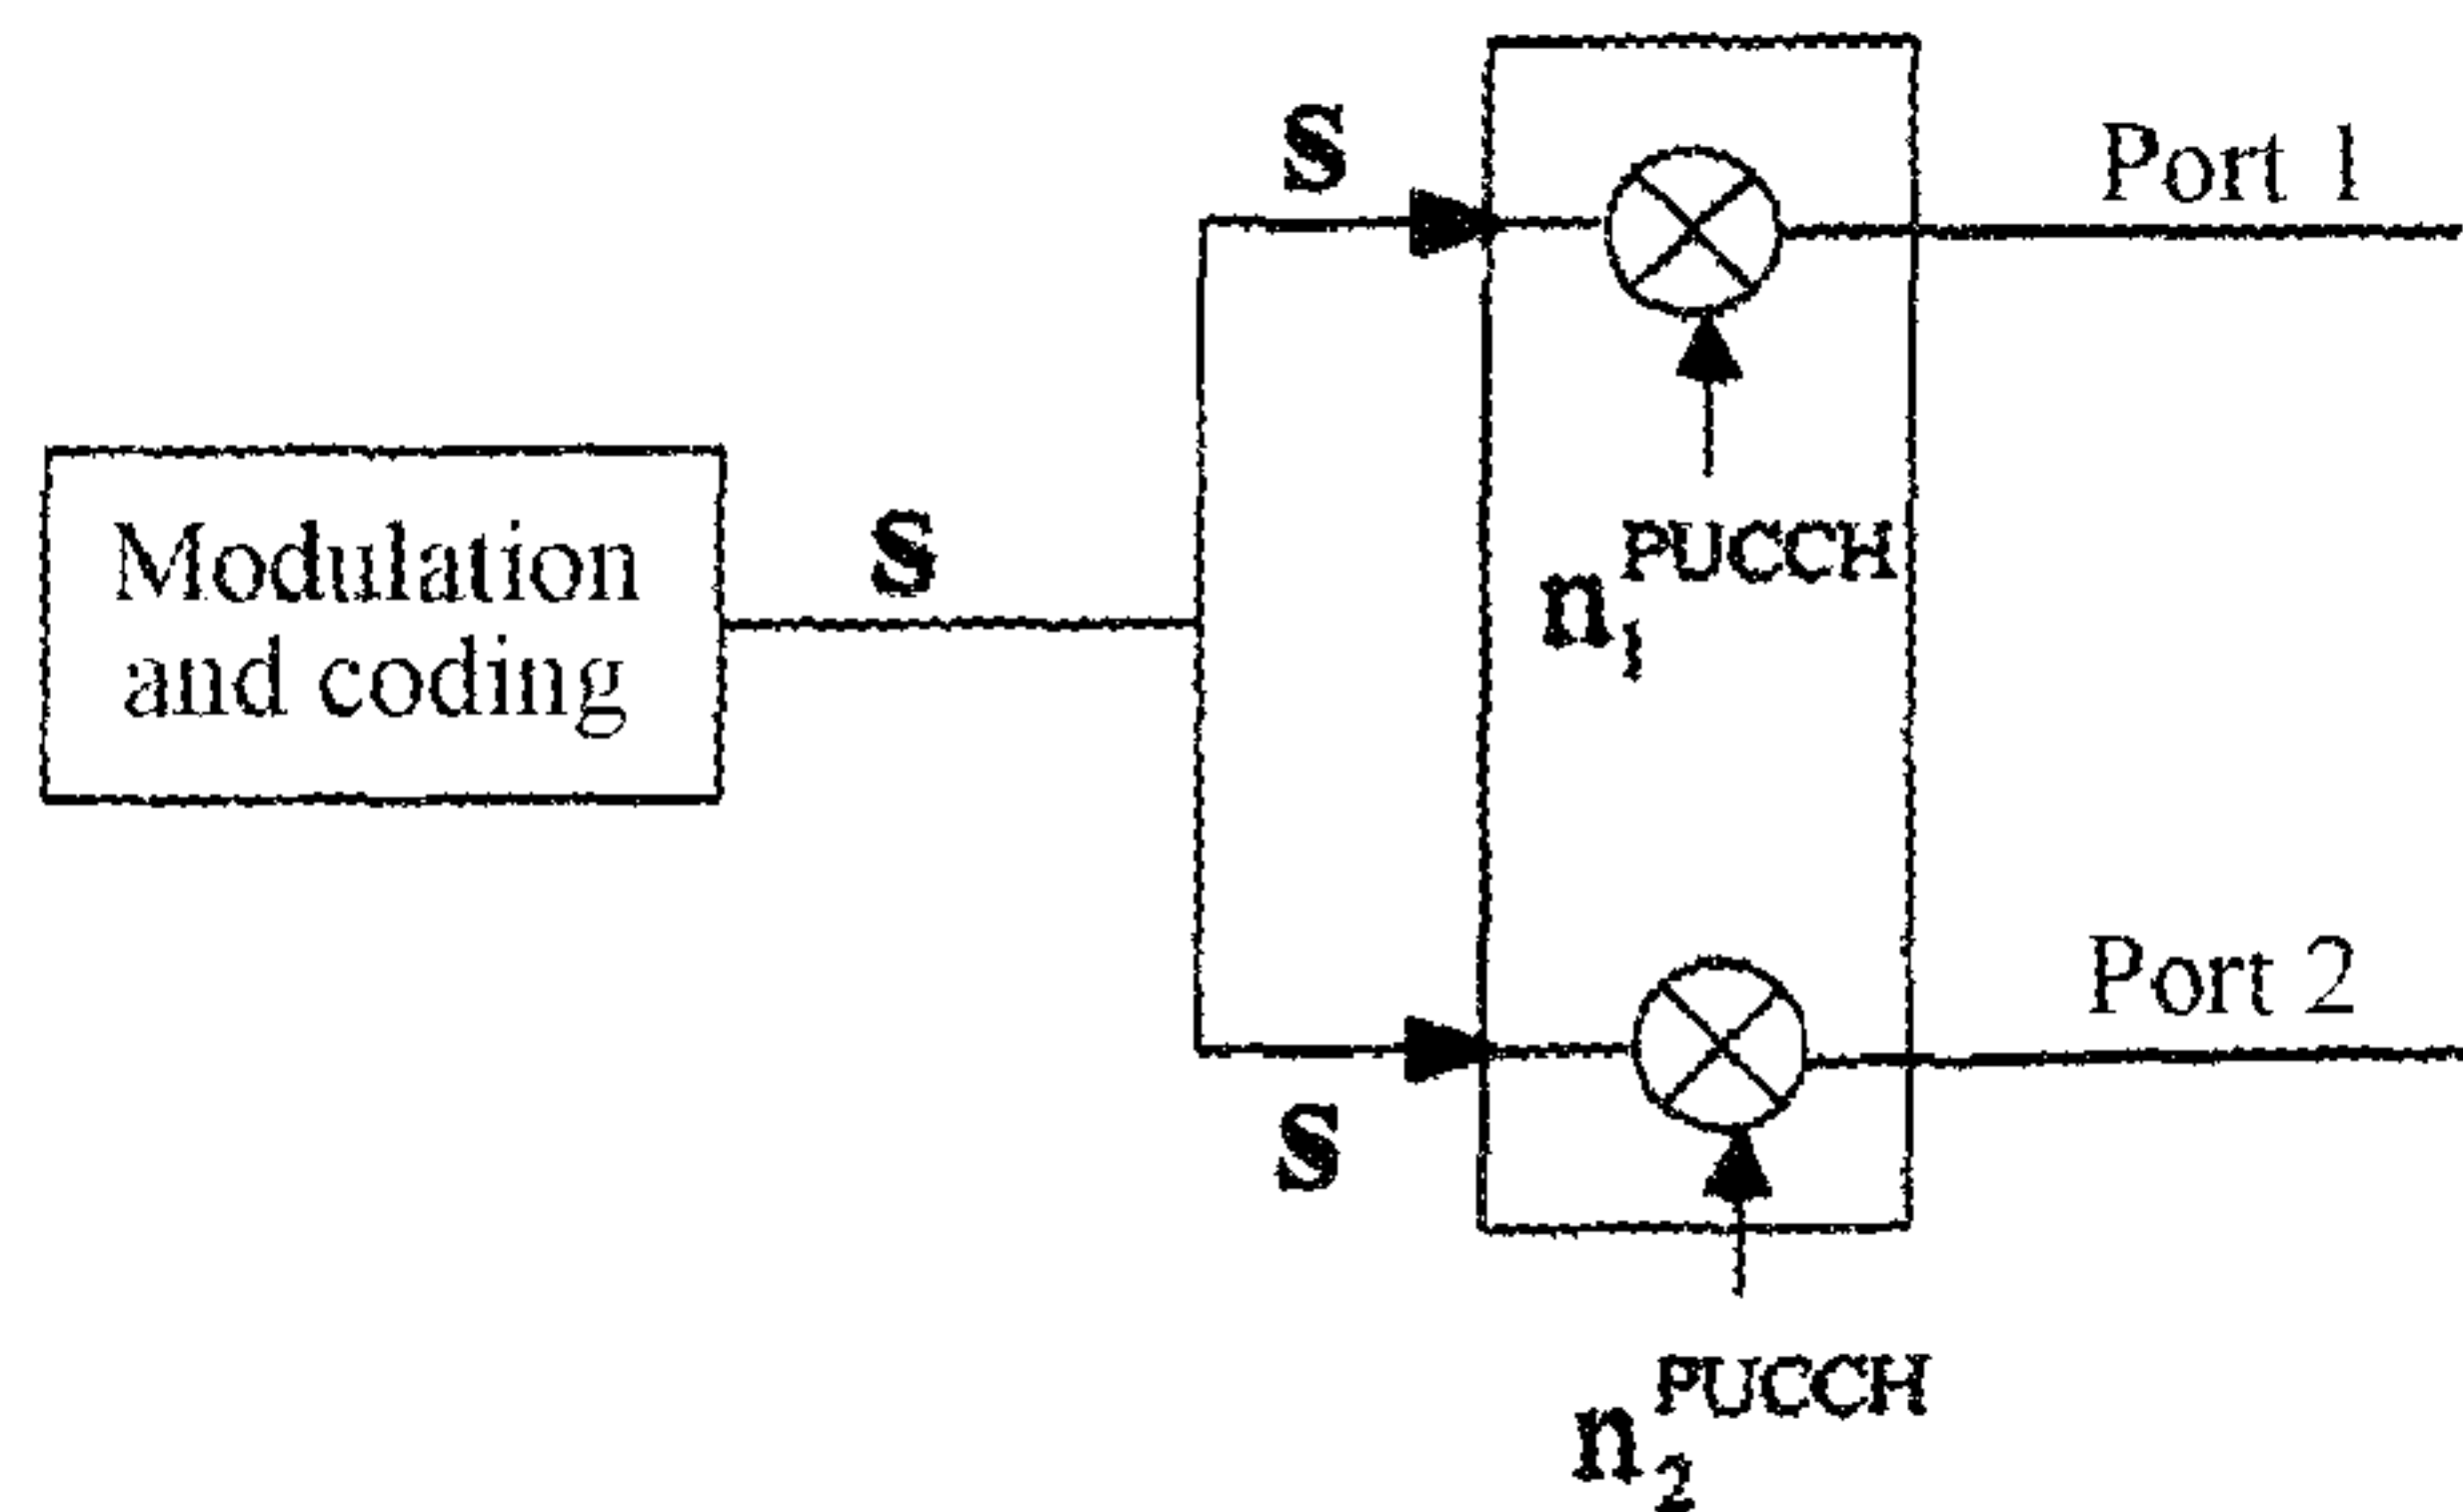 S
Port 1
Modulation
and coding
S
n₁PUCCH
Port 2
S
n₂PUCCH